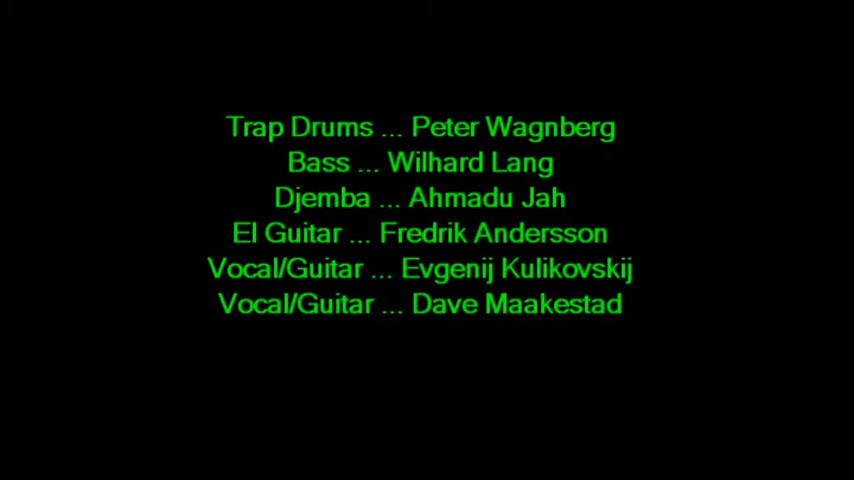 Trap Drums ... Peter Wagnberg
Bass ... Wilhard Lang
Djemba ... Ahmadu Jah
El Guitar ... Fredrik Andersson
Vocal/Guitar ... Evgenij Kulikovskij
Vocal/Guitar ... Dave Maakestad